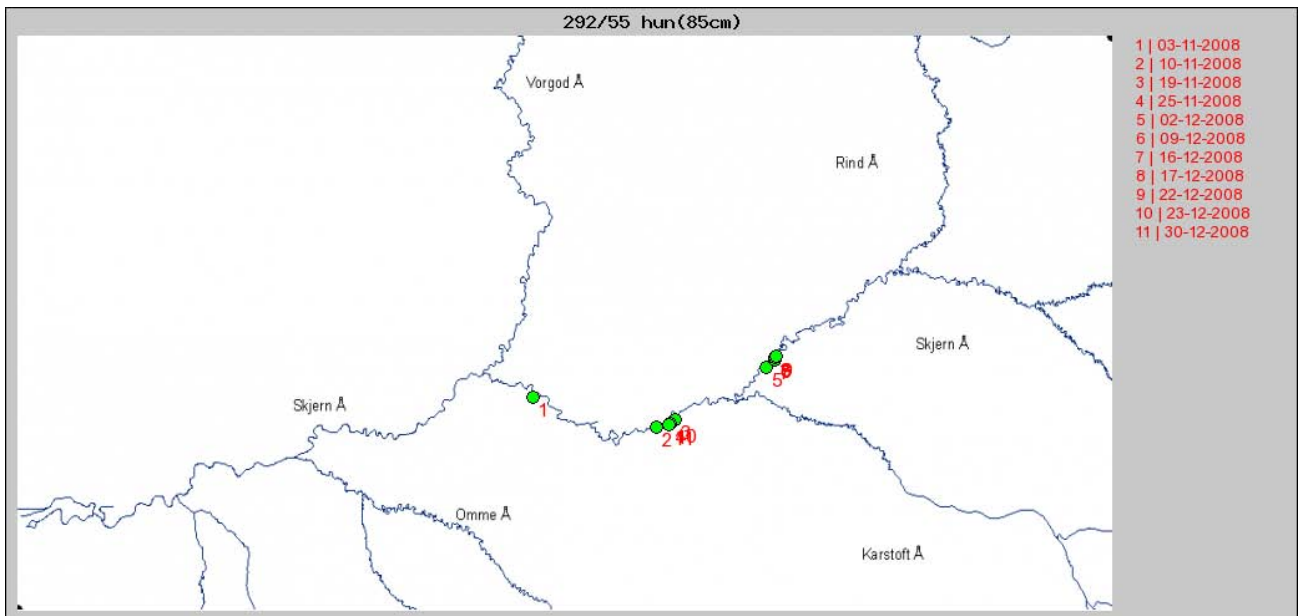 292/55 hun(85cm)
1 | 03-11-2008
2 | 10-11-2008
3 | 19-11-2008
4 | 25-11-2008
5 | 02-12-2008
6 | 09-12-2008
7 | 16-12-2008
8 | 17-12-2008
9 | 22-12-2008
10 | 23-12-2008
11 | 30-12-2008
Vorgod Å
Rind Å
Skjern Å
Skjern Å
1
2
5
Omme Å
Karstoft Å